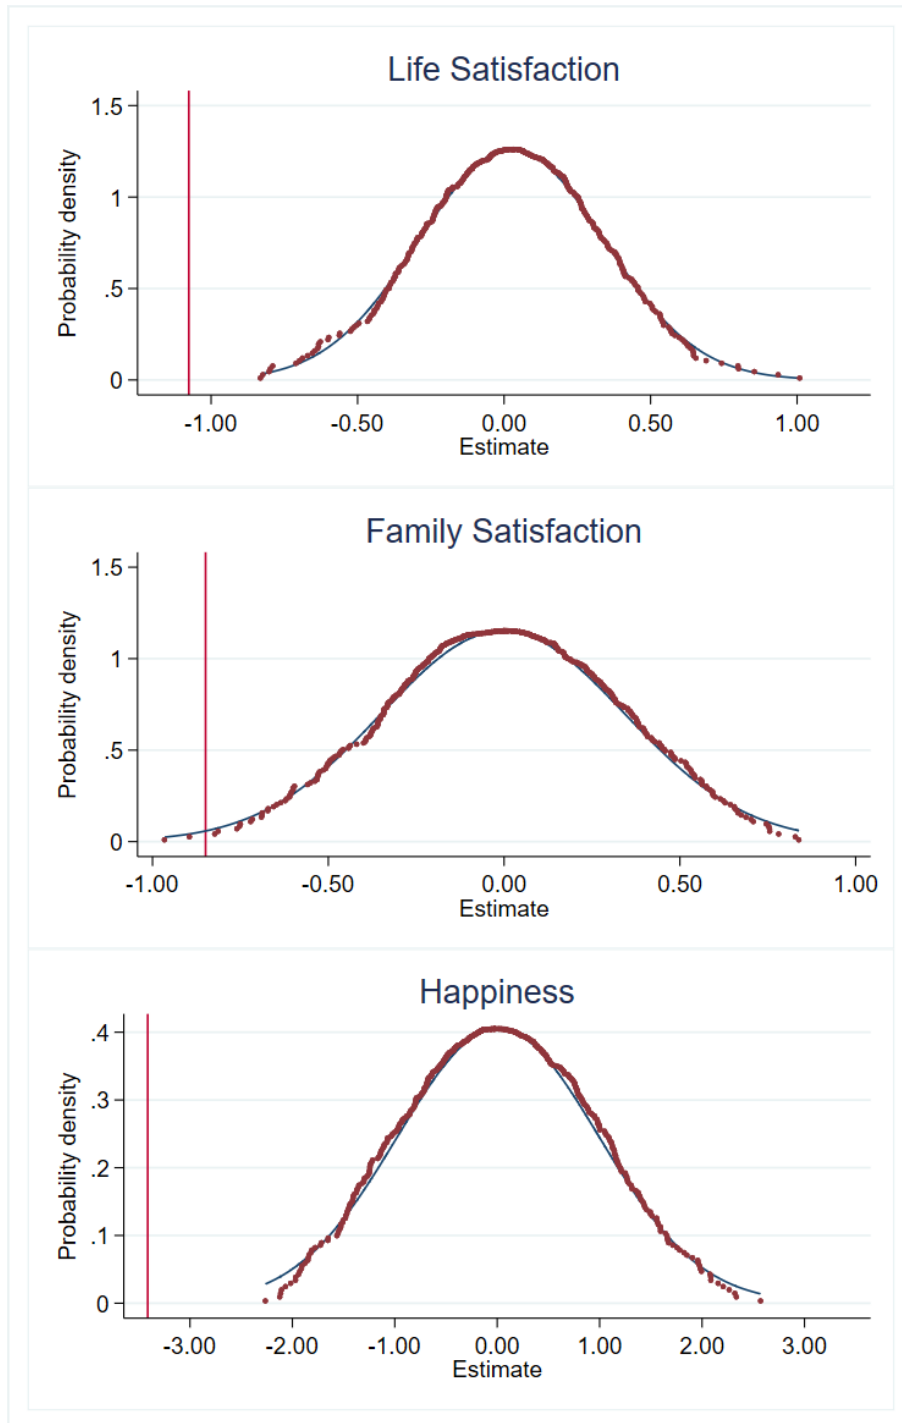 Life Satisfaction
Probability density
1.5
1
.5
0
-1.00 -0.50 0.00 0.50 1.00
Estimate
Family Satisfaction
Probability density
1.5
1
.5
0
-1.00 -0.50 0.00 0.50 1.00
Estimate
Happiness
Probability density
.4
.3
.2
.1
0
-3.00 -2.00 -1.00 0.00 1.00 2.00 3.00
Estimate